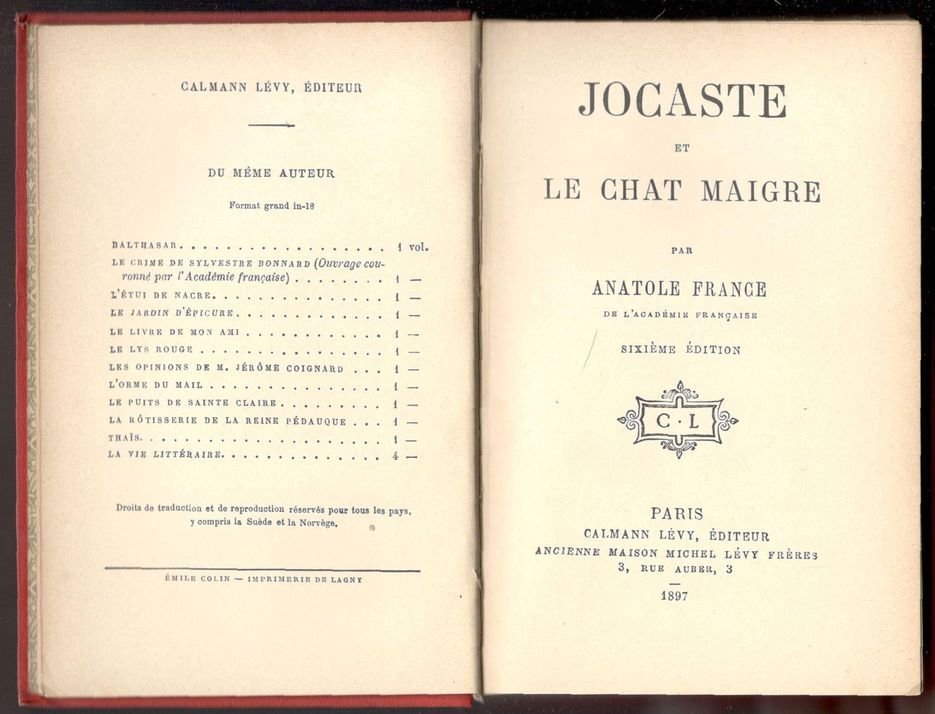 CALMANN LÉVY, ÉDITEUR
DU MÊME AUTEUR
Format grand in-18
BALTHASAR. . . . . . . . . . . . . . . . . . 1 vol.
LE CRIME DE SYLVESTRE BONNARD (Ouvrage cou-
ronné par l'Académie française) . . . . . . . . 1 —
L'ÉTUI DE NACRE. . . . . . . . . . . . . . . 1 —
LE JARDIN D'ÉPICURE. . . . . . . . . . . . . 1 —
LE LIVRE DE MON AMI . . . . . . . . . . . . 1 —
LE LYS ROUGE . . . . . . . . . . . . . . . . 1 —
LES OPINIONS DE M. JÉRÔME COIGNARD . . . 1 —
L'ORME DU MAIL . . . . . . . . . . . . . . . 1 —
LE PUITS DE SAINTE CLAIRE . . . . . . . . . 1 —
LA RÔTISSERIE DE LA REINE PÉDAUQUE . . . 1 —
THAÏS. . . . . . . . . . . . . . . . . . . . . 1 —
LA VIE LITTÉRAIRE. . . . . . . . . . . . . . 4 —
Droits de traduction et de reproduction réservés pour tous les pays,
y compris la Suède et la Norvège.
ÉMILE COLIN — IMPRIMERIE DE LAGNY
JOCASTE
ET
LE CHAT MAIGRE
PAR
ANATOLE FRANCE
DE L'ACADÉMIE FRANÇAISE
SIXIÈME ÉDITION
C · L
PARIS
CALMANN LÉVY, ÉDITEUR
ANCIENNE MAISON MICHEL LÉVY FRÈRES
3, RUE AUBER, 3
1897